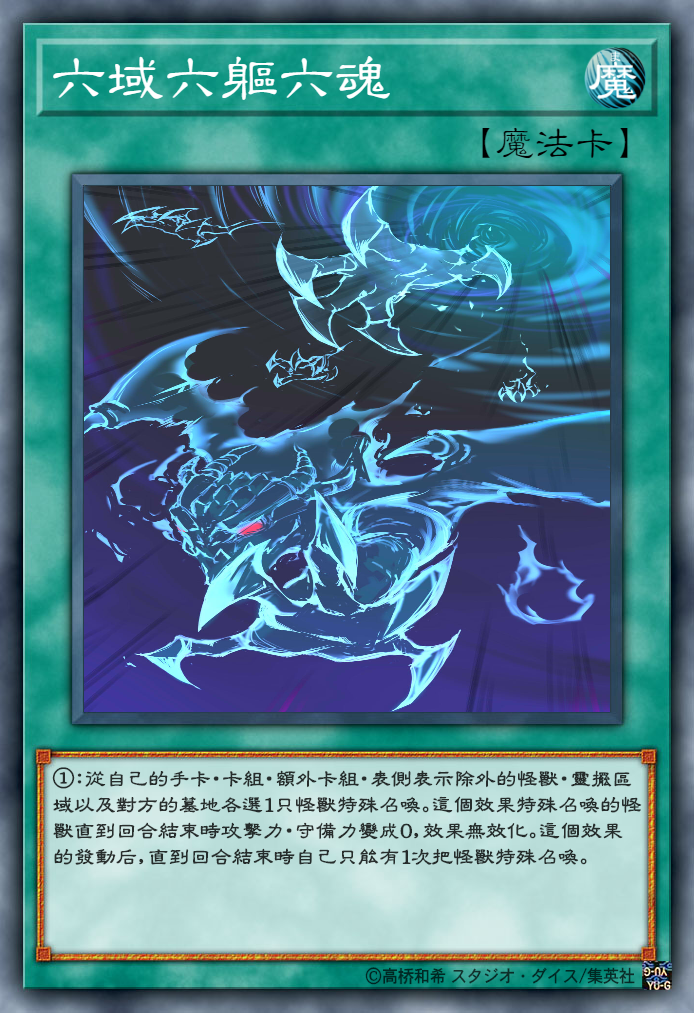 六域六軀六魂
魔
【魔法卡】
①:從自己的手卡·卡組·額外卡組·表側表示除外的怪獸·靈擺區
域以及對方的墓地各選1只怪獸特殊召喚。這個效果特殊召喚的怪
獸直到回合結束時攻擊力·守備力變成0,效果無效化。這個效果
的發動后,直到回合結束時自己只能有1次把怪獸特殊召喚。
©高桥和希 スタジオ・ダイス/集英社
YU-G
YU-G